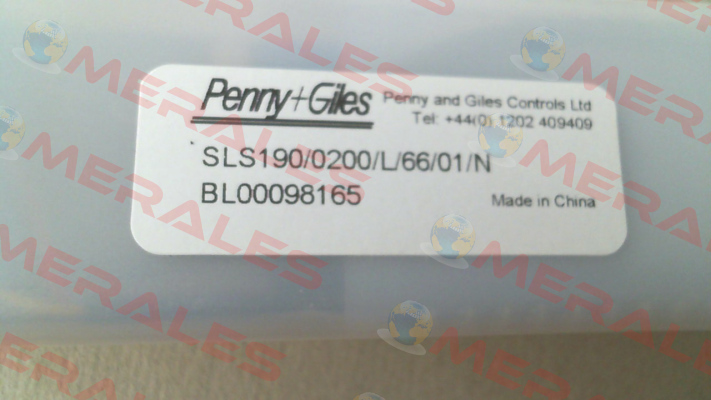 Penny+Giles Penny and Giles Controls Ltd
Tel: +44(0) 1202 409409
SLS190/0200/L/66/01/N
BL00098165 Made in China
MERALES
MERALES
MERALES
MERALES
MERALES